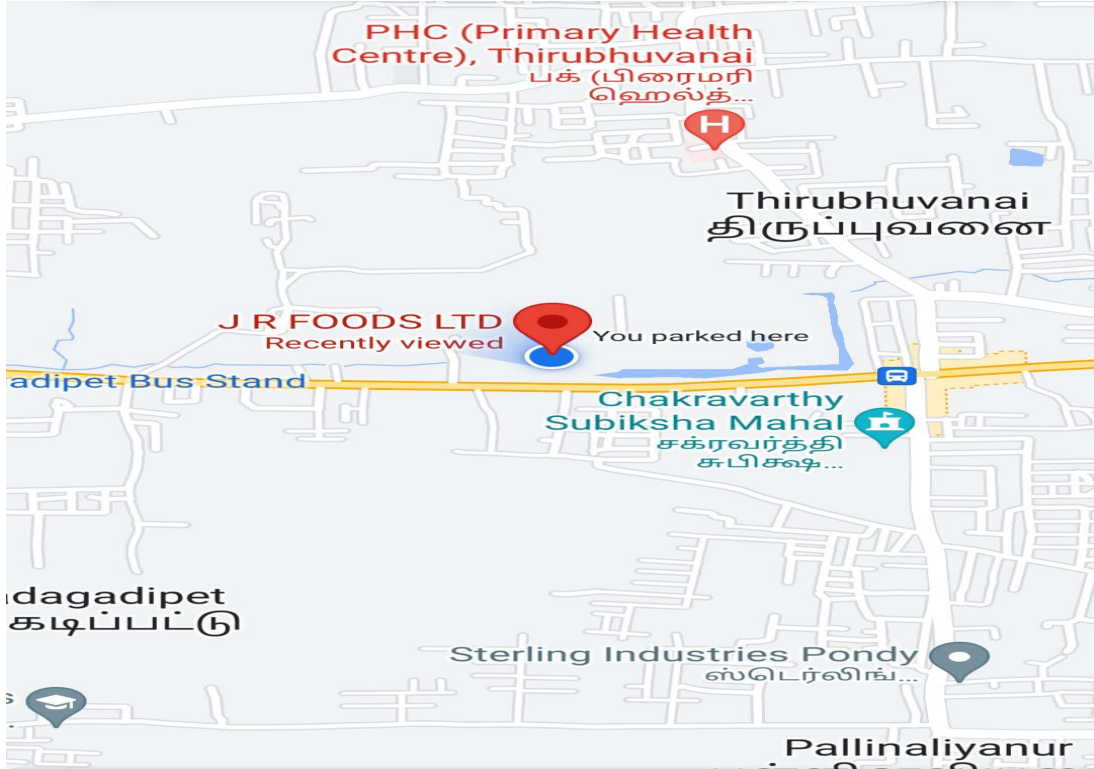 PHC (Primary Health
Centre), Thirubhuvanai
பக் (பிரைமரி
ஹெல்த்...
H
Thirubhuvanai
திருப்புவனை
J R FOODS LTD
Recently viewed
You parked here
adipet Bus Stand
Chakravarthy
Subiksha Mahal
சக்ரவர்த்தி
சுபிக்ஷ...
dagadipet
கடிப்பட்டு
Sterling Industries Pondy
ஸ்டெர்லிங்...
s
Pallinaliyanur